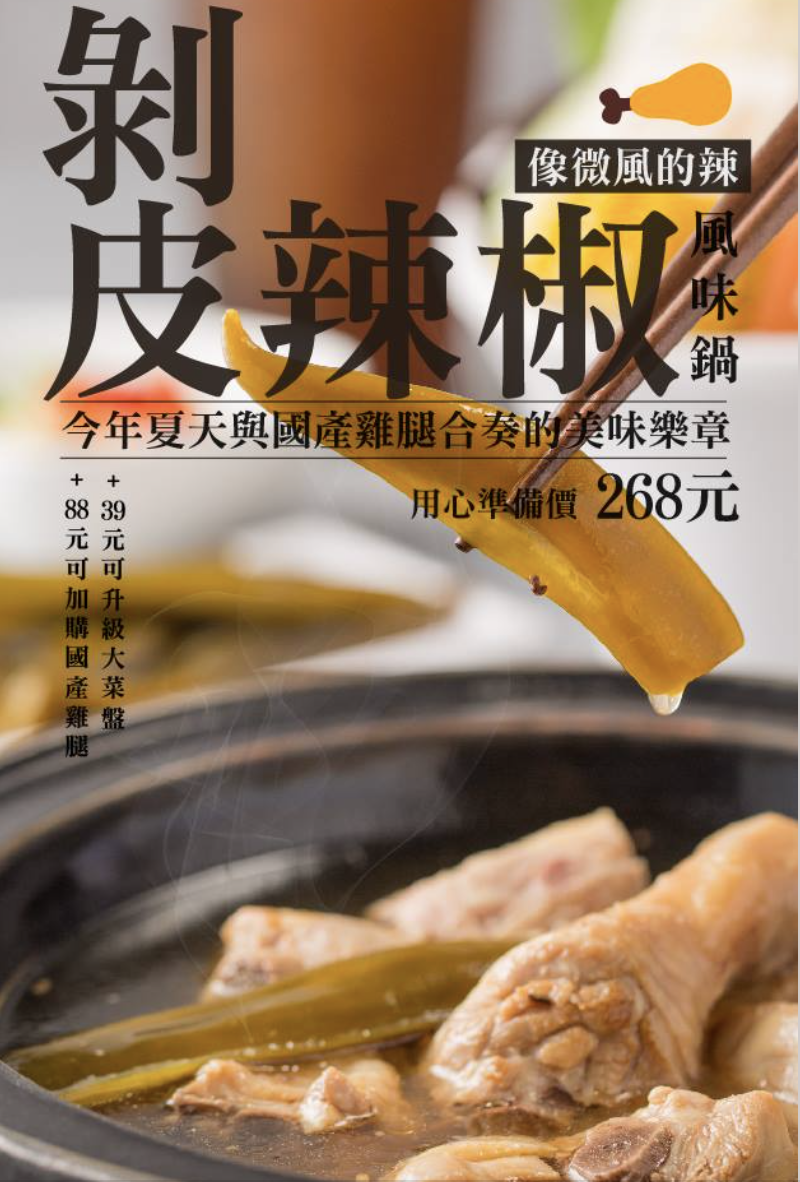 剝皮辣椒
像微風的辣
風味鍋
今年夏天與國產雞腿合奏的美味樂章
用心準備價 268元
+39元可升級大菜盤
+88元可加購國產雞腿